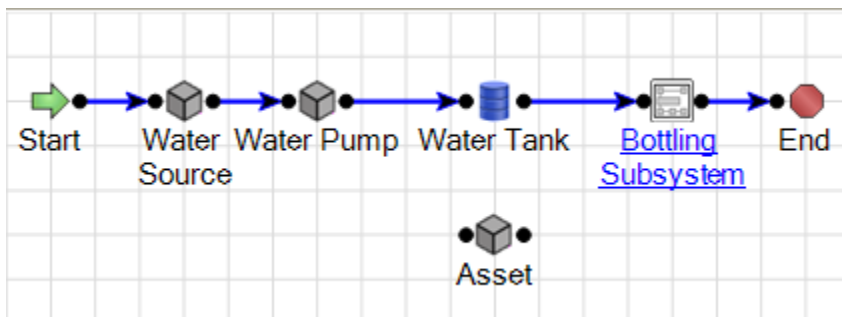 Start
Water Source
Water Pump
Water Tank
Bottling Subsystem
End
Asset